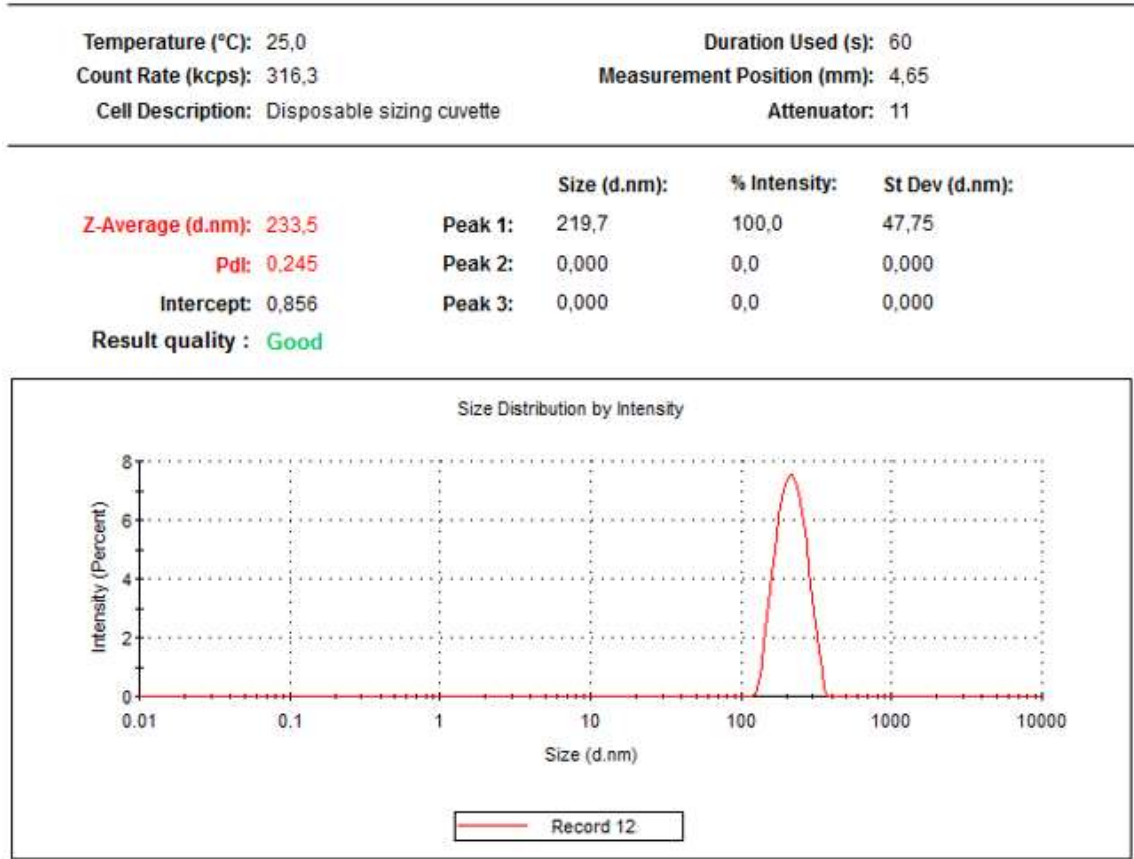 Temperature (°C): 25,0 Duration Used (s): 60
Count Rate (kcps): 316,3 Measurement Position (mm): 4,65
Cell Description: Disposable sizing cuvette Attenuator: 11
Size (d.nm): % Intensity: St Dev (d.nm):
Z-Average (d.nm): 233,5 Peak 1: 219,7 100,0 47,75
PdI: 0,245 Peak 2: 0,000 0,0 0,000
Intercept: 0,856 Peak 3: 0,000 0,0 0,000
Result quality : Good
Size Distribution by Intensity
Intensity (Percent)
8
6
4
2
0
0.01 0.1 1 10 100 1000 10000
Size (d.nm)
Record 12